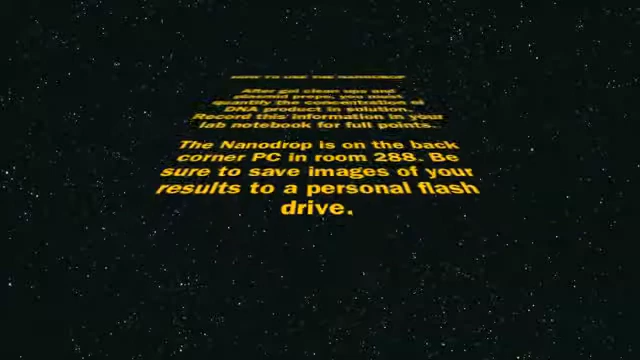 HOW TO USE THE NANODROP
After gel clean ups and
plasmid preps, you must
quantify the concentration of
DNA product in solution.
Record this information in your
lab notebook for full points.
The Nanodrop is on the back
corner PC in room 288. Be
sure to save images of your
results to a personal flash
drive.